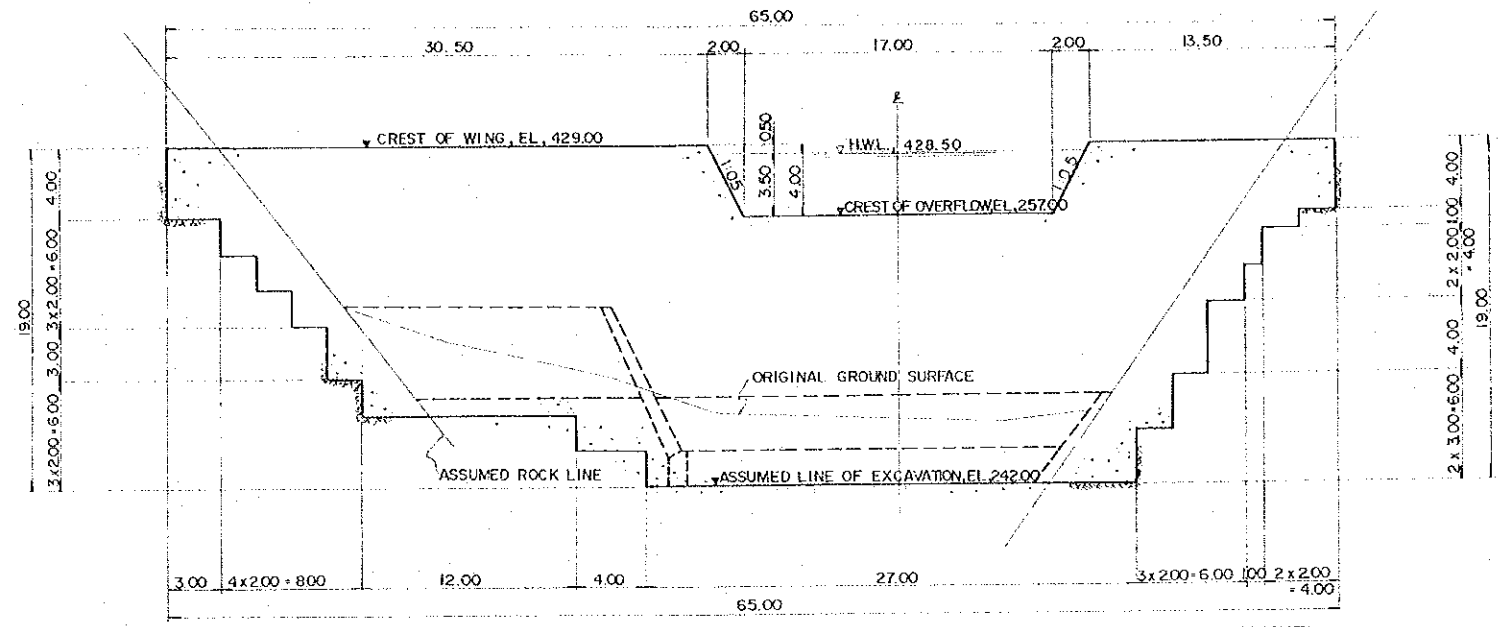 65.00
30.50
2.00
17.00
2.00
13.50
CREST OF WING, EL, 429.00
H.W.L., 428.50
0.50
3.50
4.00
1:0.5
1:0.5
CREST OF OVERFLOW,EL,257.00
19.00
4.00
3x2.00=6.00
3.00
3x2.00=6.00
4.00
1.00
2x2.00
=4.00
4.00
2x3.00=6.00
19.00
ORIGINAL GROUND SURFACE
ASSUMED ROCK LINE
ASSUMED LINE OF EXCAVATION,EL.242.00
3.00
4x2.00=8.00
12.00
4.00
27.00
3x2.00=6.00
1.00
2x2.00
=4.00
65.00